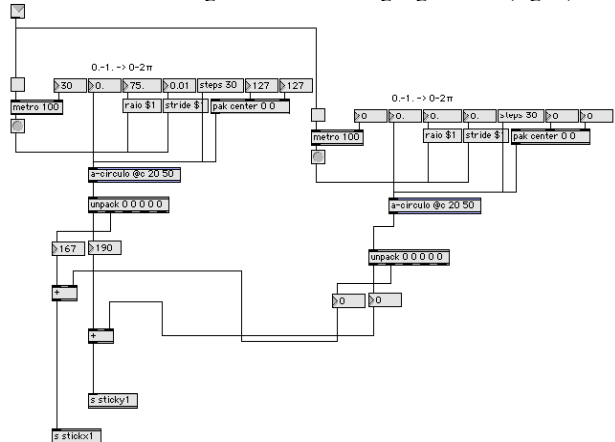 0.-1. -> 0-2π
30 0. 75. 0.01 steps 30 127 127
metro 100 raio $1 stride $1 pak center 0 0
a-circulo @c 20 50
unpack 0 0 0 0 0
167 190
+
+
s sticky1
s stickx1
0.-1. -> 0-2π
0 0. 0. 0. steps 30 0 0
metro 100 raio $1 stride $1 pak center 0 0
a-circulo @c 20 50
unpack 0 0 0 0 0
0 0